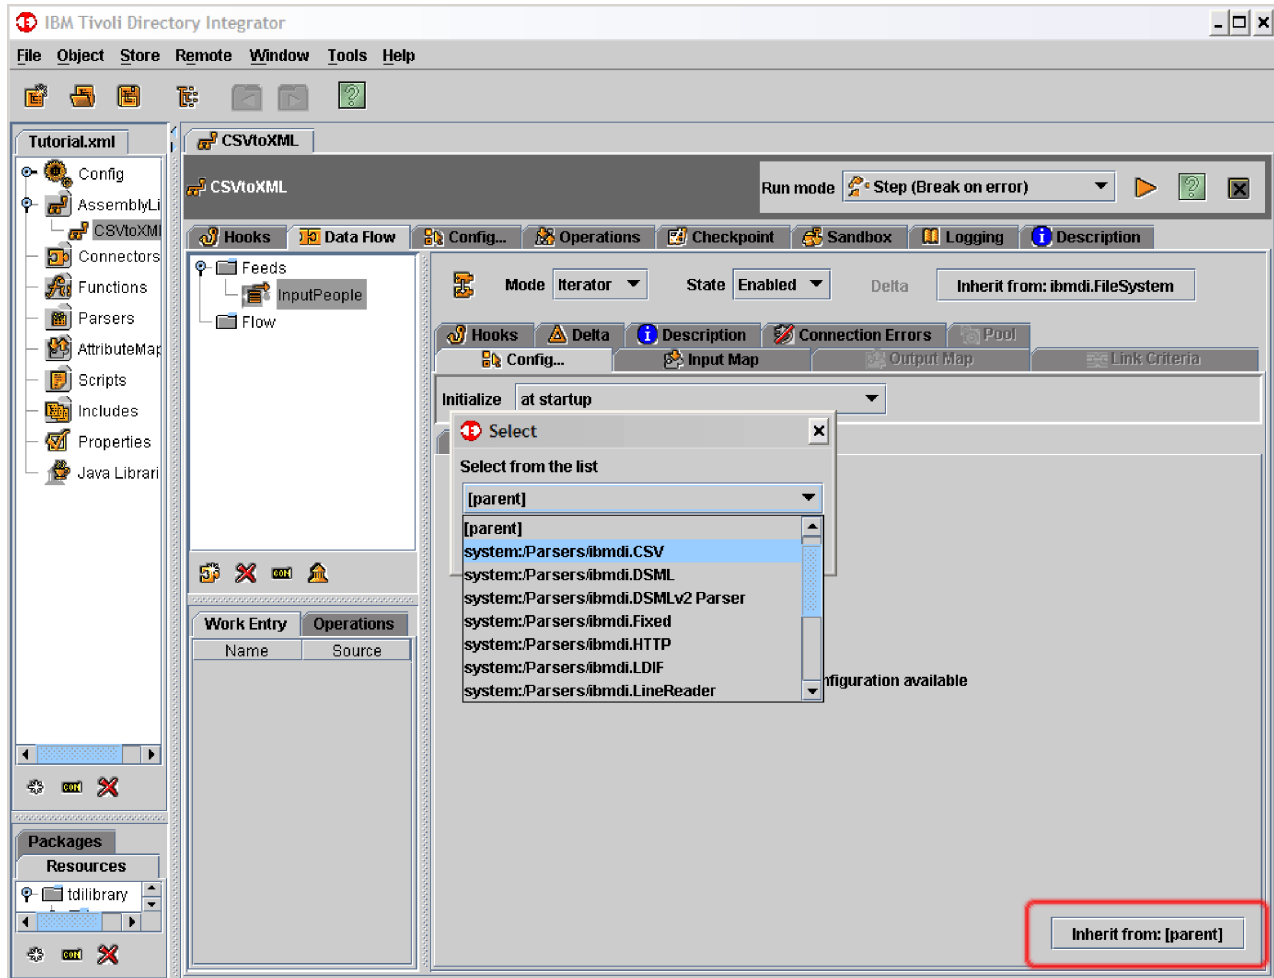 IBM Tivoli Directory Integrator
File Object Store Remote Window Tools Help
Tutorial.xml
CSVtoXML
Config
AssemblyLi
CSVtoXMl
Connectors
Functions
Parsers
AttributeMap
Scripts
Includes
Properties
Java Librari
CSVtoXML
Run mode Step (Break on error)
Hooks Data Flow Config... Operations Checkpoint Sandbox Logging Description
Feeds
InputPeople
Flow
Mode Iterator State Enabled Delta Inherit from: ibmdi.FileSystem
Hooks Delta Description Connection Errors Pool
Config... Input Map Output Map Link Criteria
Initialize at startup
Select
Select from the list
[parent]
[parent]
system:/Parsers/ibmdi.CSV
system:/Parsers/ibmdi.DSML
system:/Parsers/ibmdi.DSMLv2 Parser
system:/Parsers/ibmdi.Fixed
system:/Parsers/ibmdi.HTTP
system:/Parsers/ibmdi.LDIF
system:/Parsers/ibmdi.LineReader
nfiguration available
Work Entry Operations
Name Source
Packages
Resources
tdilibrary
Inherit from: [parent]